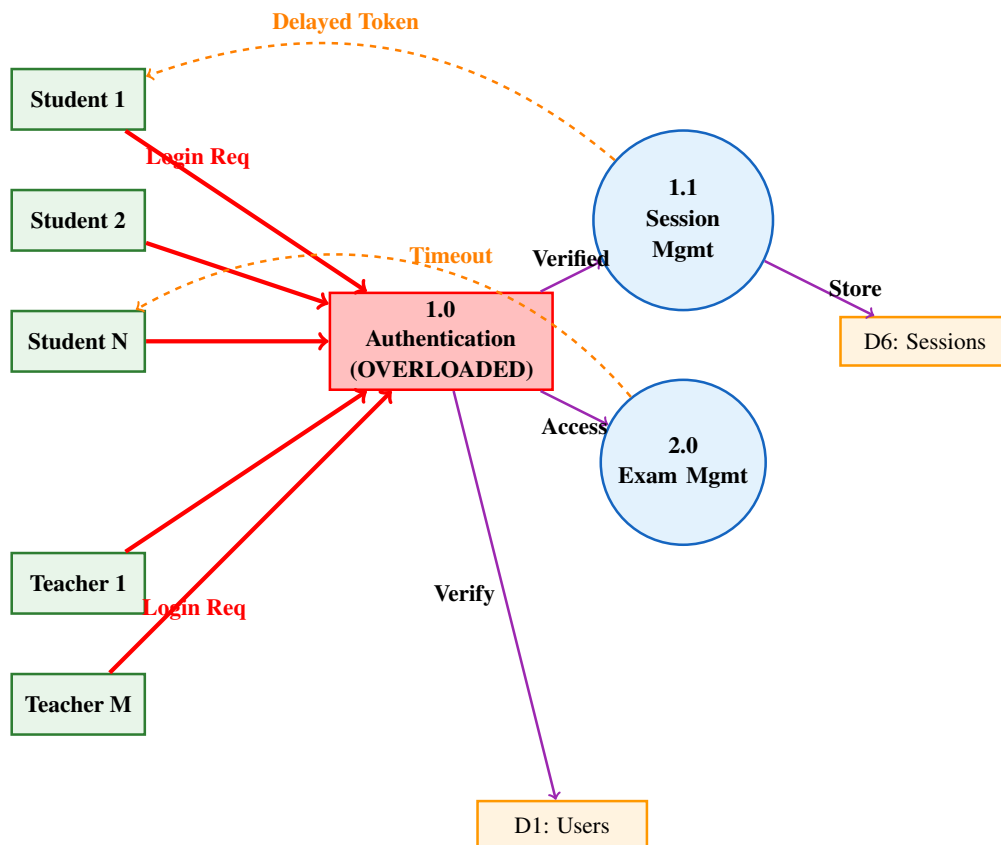 Delayed Token
Student 1
Login Req
1.1
Session
Mgmt
Student 2
Timeout
Verified
Store
1.0
Authentication
(OVERLOADED)
Student N
D6: Sessions
Access
2.0
Exam Mgmt
Teacher 1
Verify
Login Req
Teacher M
D1: Users